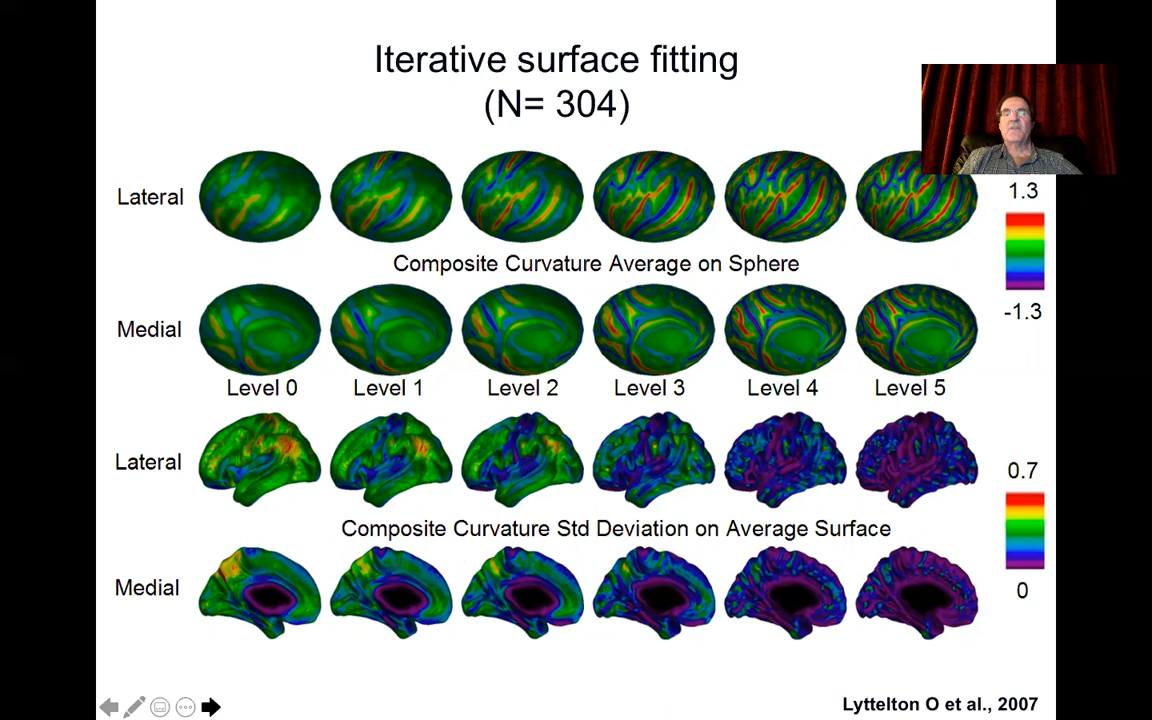 Iterative surface fitting
(N= 304)
Lateral
1.3
Composite Curvature Average on Sphere
-1.3
Medial
Level 0 Level 1 Level 2 Level 3 Level 4 Level 5
Lateral
0.7
Composite Curvature Std Deviation on Average Surface
Medial
0
Lyttelton O et al., 2007